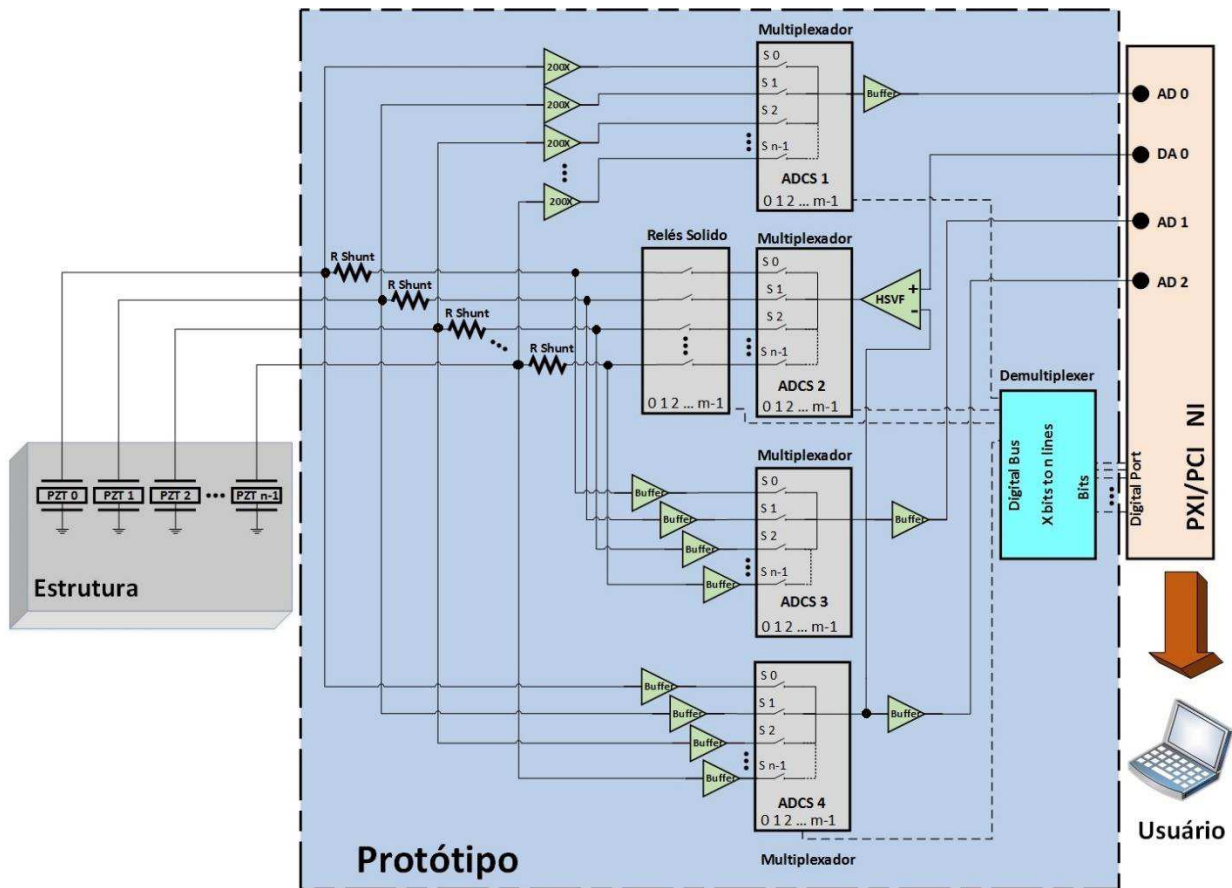 Multiplexador
200X
200X
200X
200X
S 0
S 1
S 2
S n-1
ADCS 1
0 1 2 ... m-1
Buffer
AD 0
DA 0
AD 1
AD 2
Relés Solido
0 1 2 ... m-1
Multiplexador
S 0
S 1
S 2
S n-1
ADCS 2
0 1 2 ... m-1
HSVF
+
-
R Shunt
R Shunt
R Shunt
R Shunt
Demultiplexer
Digital Bus
X bits to n lines
Bits
Digital Port
PXI/PCI NI
Multiplexador
Buffer
Buffer
Buffer
Buffer
S 0
S 1
S 2
S n-1
ADCS 3
0 1 2 ... m-1
Buffer
PZT 0
PZT 1
PZT 2
...
PZT n-1
Estrutura
Buffer
Buffer
Buffer
Buffer
S 0
S 1
S 2
S n-1
ADCS 4
0 1 2 ... m-1
Buffer
Multiplexador
Protótipo
Usuário